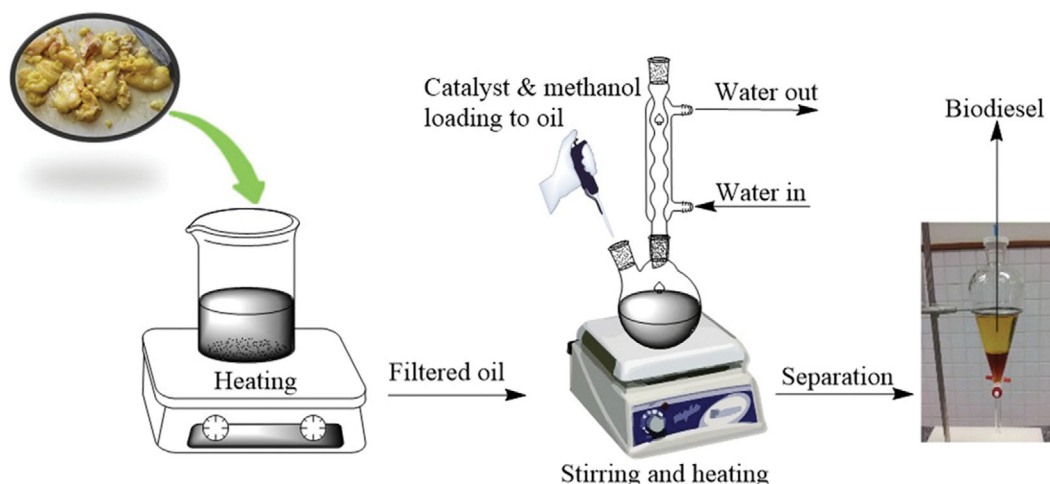 Catalyst & methanol
loading to oil
Water out
Water in
Biodiesel
Heating
Filtered oil
Stirring and heating
Separation